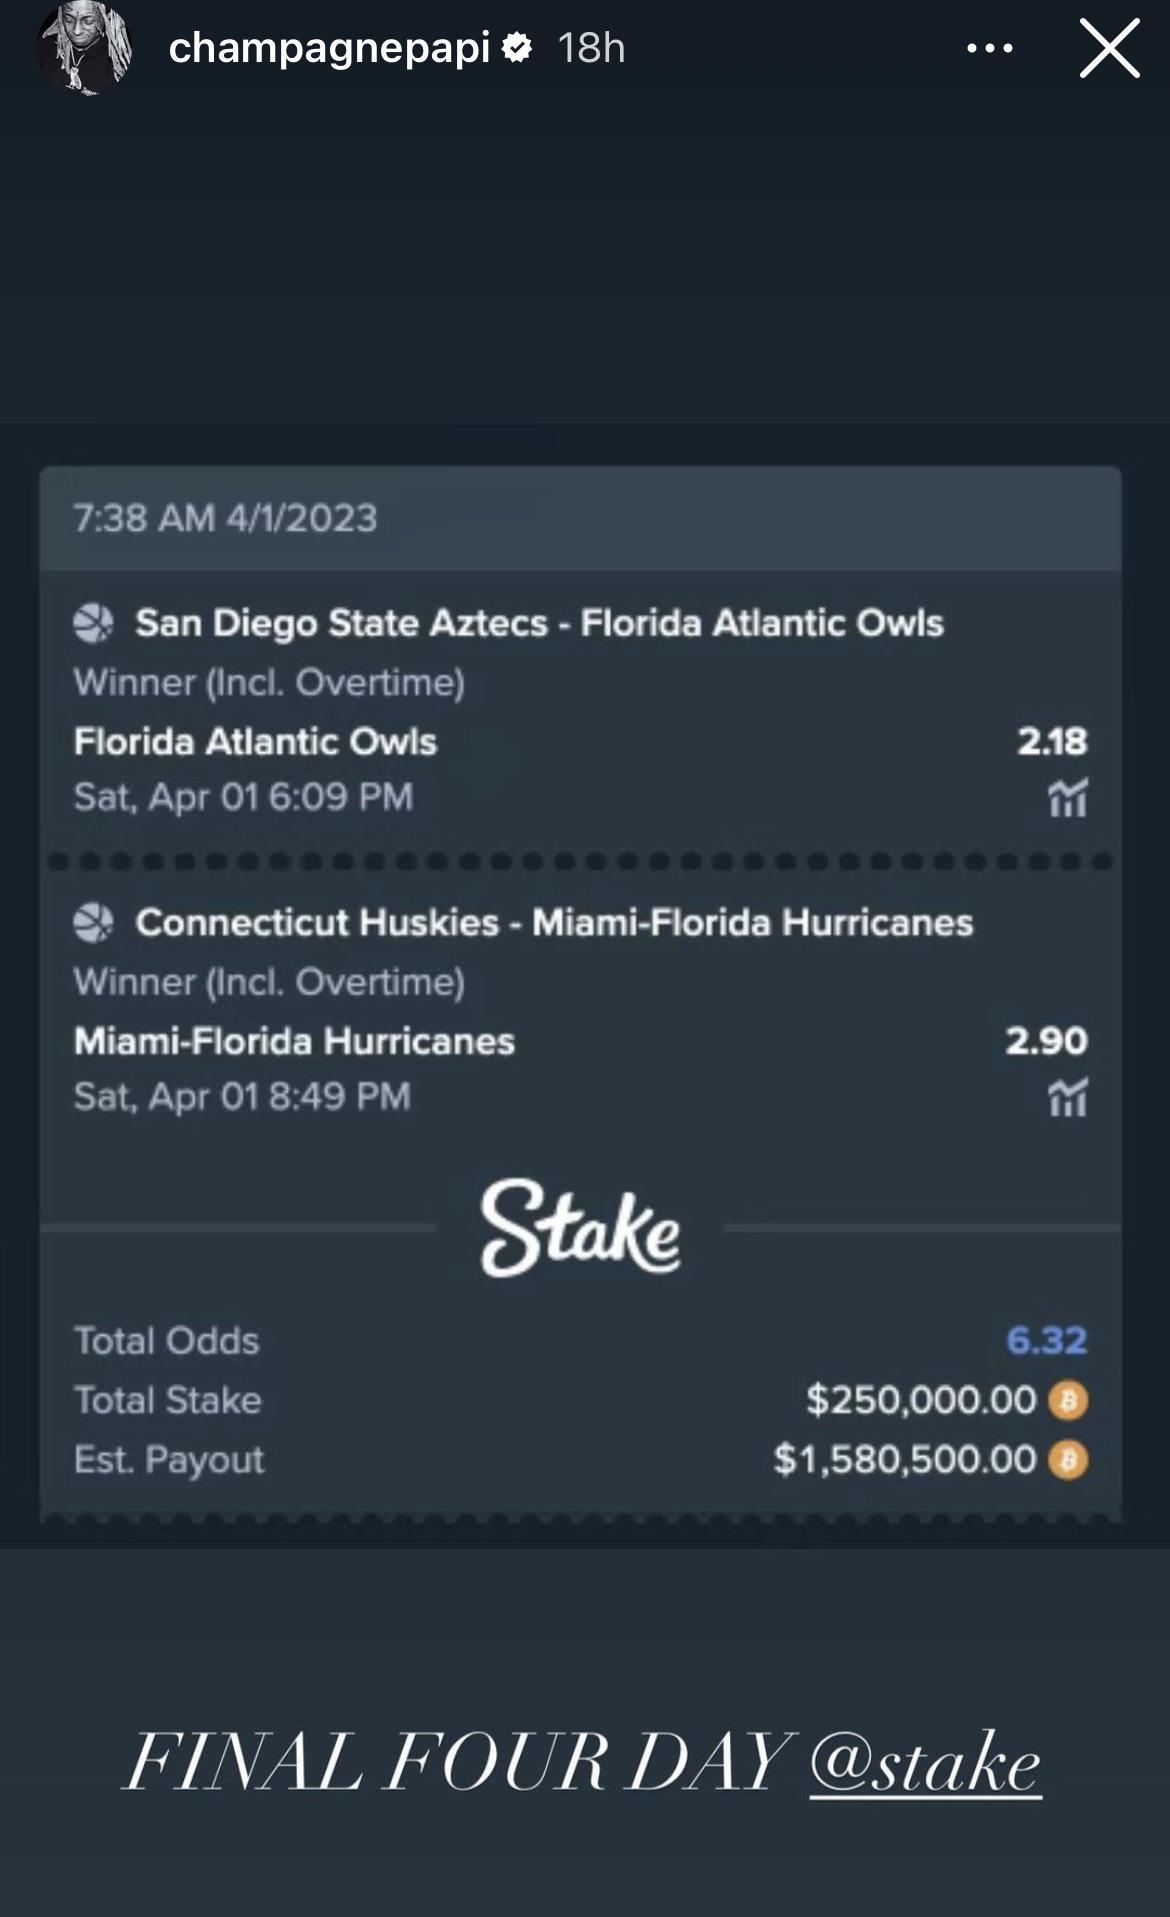 champagnepapi 18h
7:38 AM 4/1/2023
San Diego State Aztecs - Florida Atlantic Owls
Winner (Incl. Overtime)
Florida Atlantic Owls 2.18
Sat, Apr 01 6:09 PM
Connecticut Huskies - Miami-Florida Hurricanes
Winner (Incl. Overtime)
Miami-Florida Hurricanes 2.90
Sat, Apr 01 8:49 PM
Stake
Total Odds 6.32
Total Stake $250,000.00
Est. Payout $1,580,500.00
FINAL FOUR DAY @stake